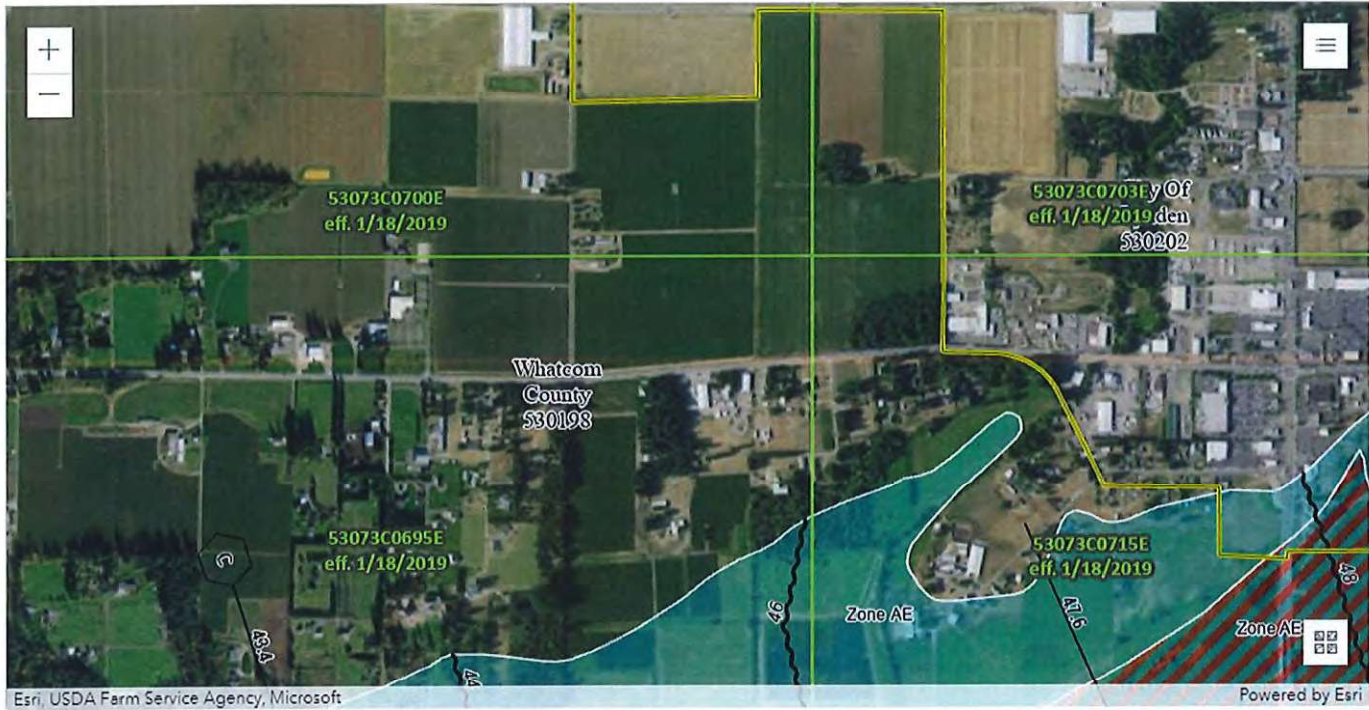 53073C0700E
eff. 1/18/2019
53073C0703E
eff. 1/18/2019
y Of
den
530202
Whatcom
County
530198
53073C0695E
eff. 1/18/2019
53073C0715E
eff. 1/18/2019
C
43.4
44
46
Zone AE
47.6
Zone AE
48
Esri, USDA Farm Service Agency, Microsoft
Powered by Esri